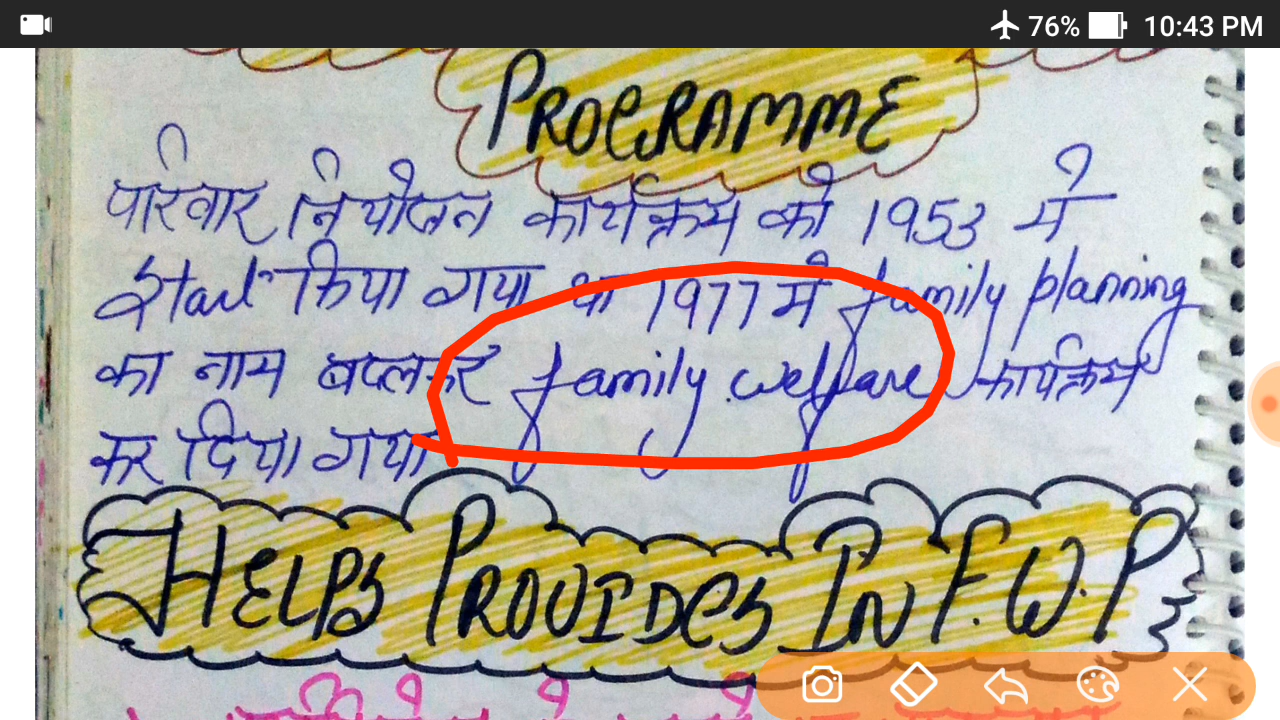 76% 10:43 PM
PROGRAMME
परिवार नियोजन कार्यक्रम को 1953 मे
Start किया गया था 1977 मे family planning
का नाम बदलकर family welfare कार्यक्रम
कर दिया गया
HELPS PROVIDES IN F.W.P